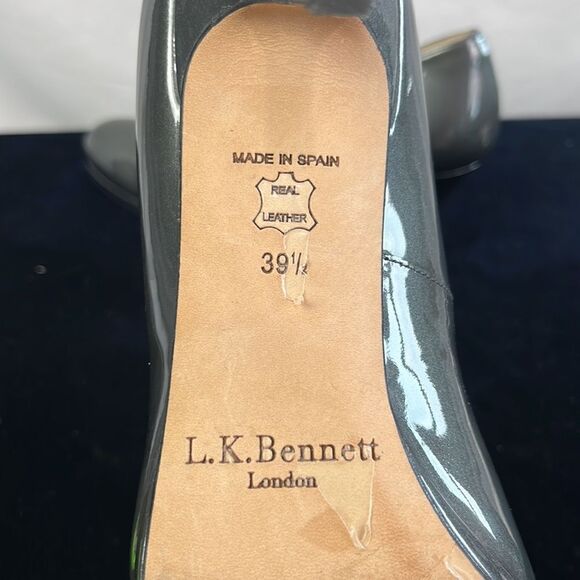 MADE IN SPAIN
REAL
LEATHER
39½
L.K.Bennett
London